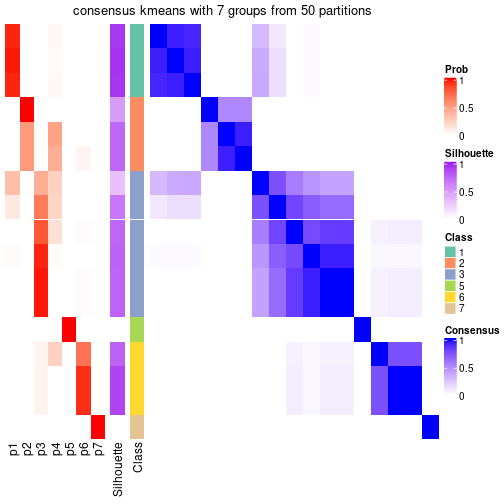 consensus kmeans with 7 groups from 50 partitions
Prob
1
0.5
0
Silhouette
1
0.5
0
Class
1
2
3
5
6
7
Consensus
1
0.5
0
p1
p2
p3
p4
p5
p6
p7
Silhouette
Class